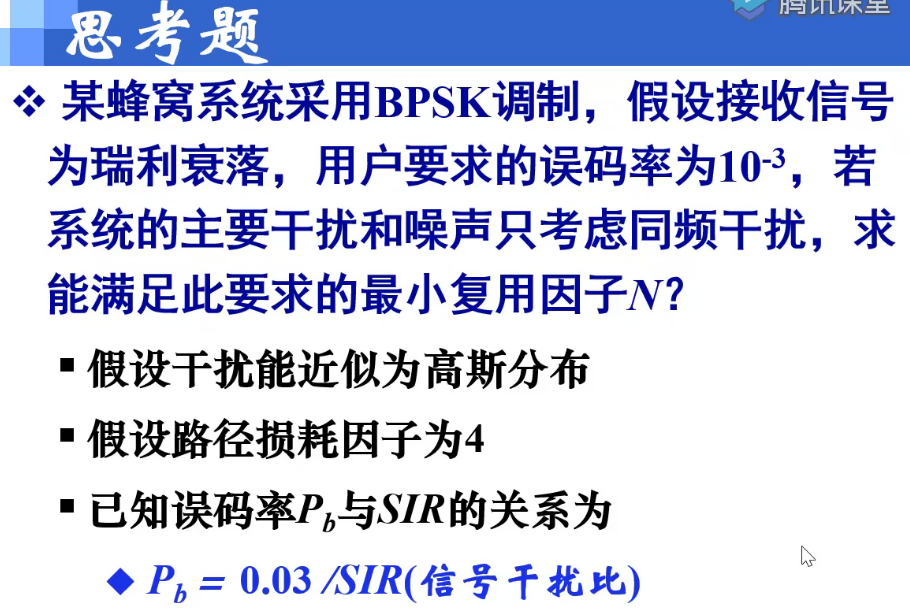 腾讯课堂
思考题
❖ 某蜂窝系统采用BPSK调制，假设接收信号
为瑞利衰落，用户要求的误码率为10⁻³，若
系统的主要干扰和噪声只考虑同频干扰，求
能满足此要求的最小复用因子N？
▪ 假设干扰能近似为高斯分布
▪ 假设路径损耗因子为4
▪ 已知误码率P_b与SIR的关系为
◆ P_b = 0.03 /SIR(信号干扰比)